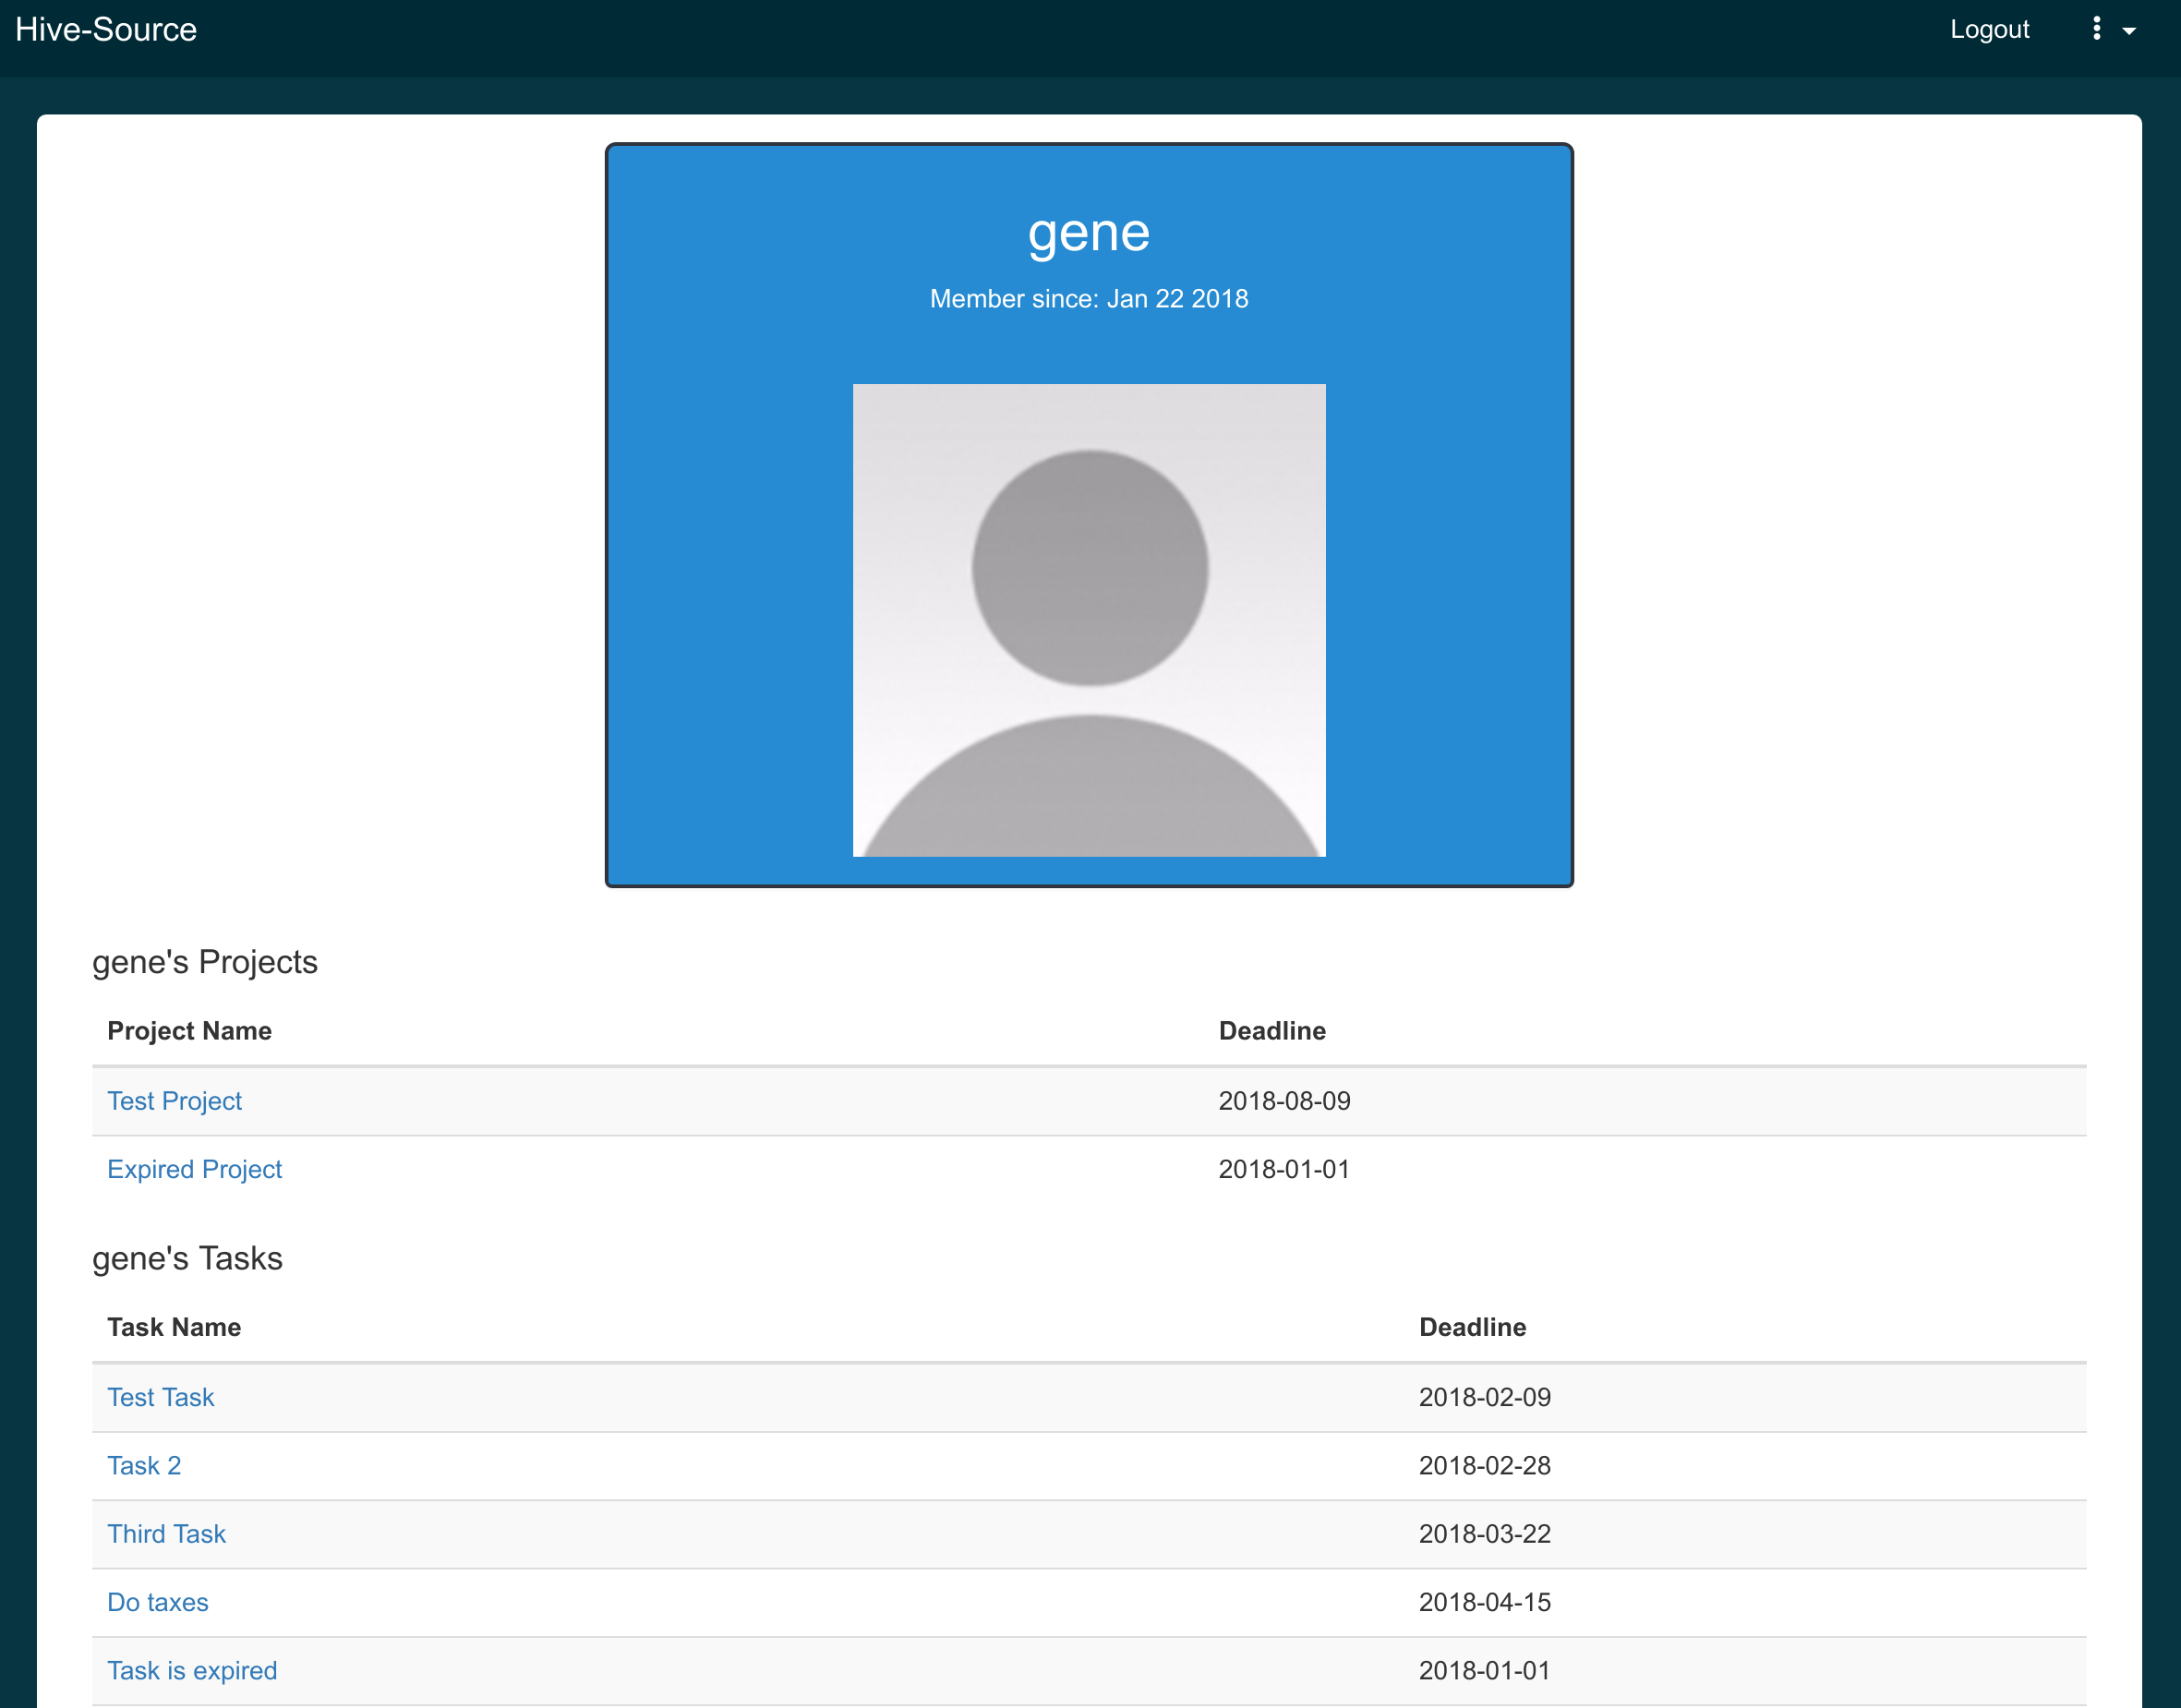 Hive-Source Logout
gene
Member since: Jan 22 2018
gene's Projects
Project Name Deadline
Test Project 2018-08-09
Expired Project 2018-01-01
gene's Tasks
Task Name Deadline
Test Task 2018-02-09
Task 2 2018-02-28
Third Task 2018-03-22
Do taxes 2018-04-15
Task is expired 2018-01-01